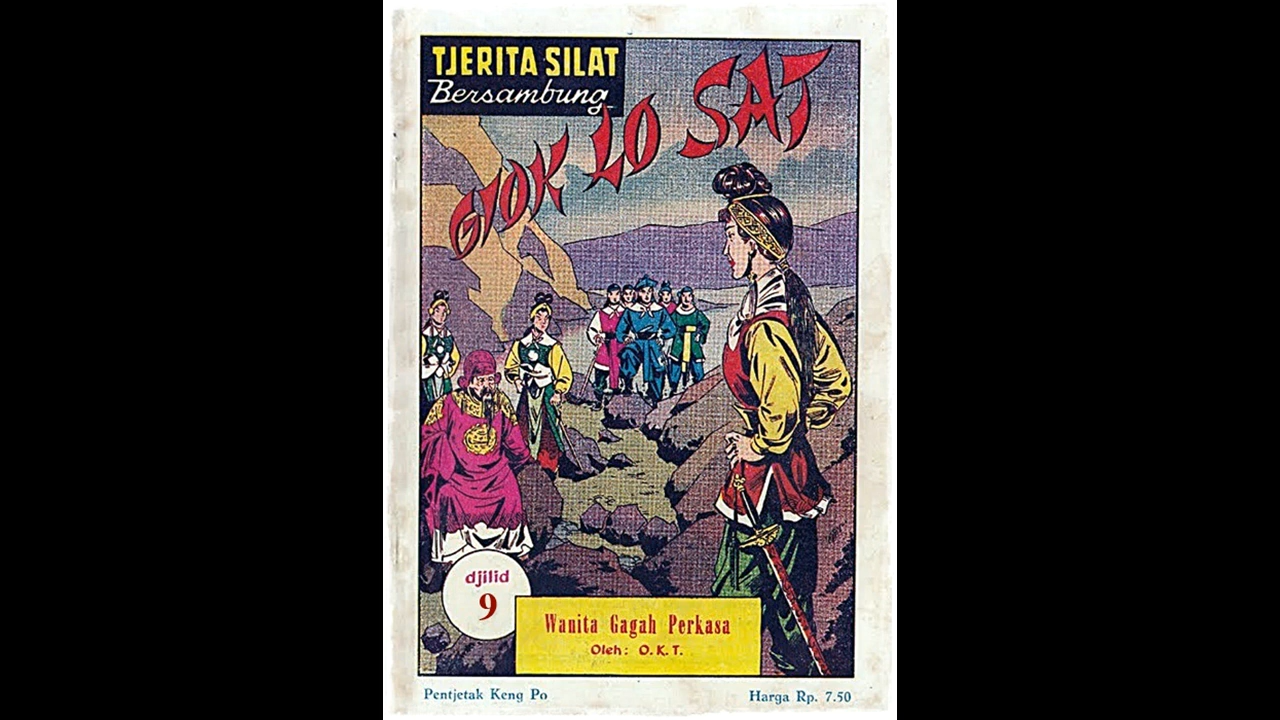 TJERITA SILAT
Bersambung
GIOK LO SAT
djilid
9
Wanita Gagah Perkasa
Oleh: O. K. T.
Pentjetak Keng Po
Harga Rp. 7.50